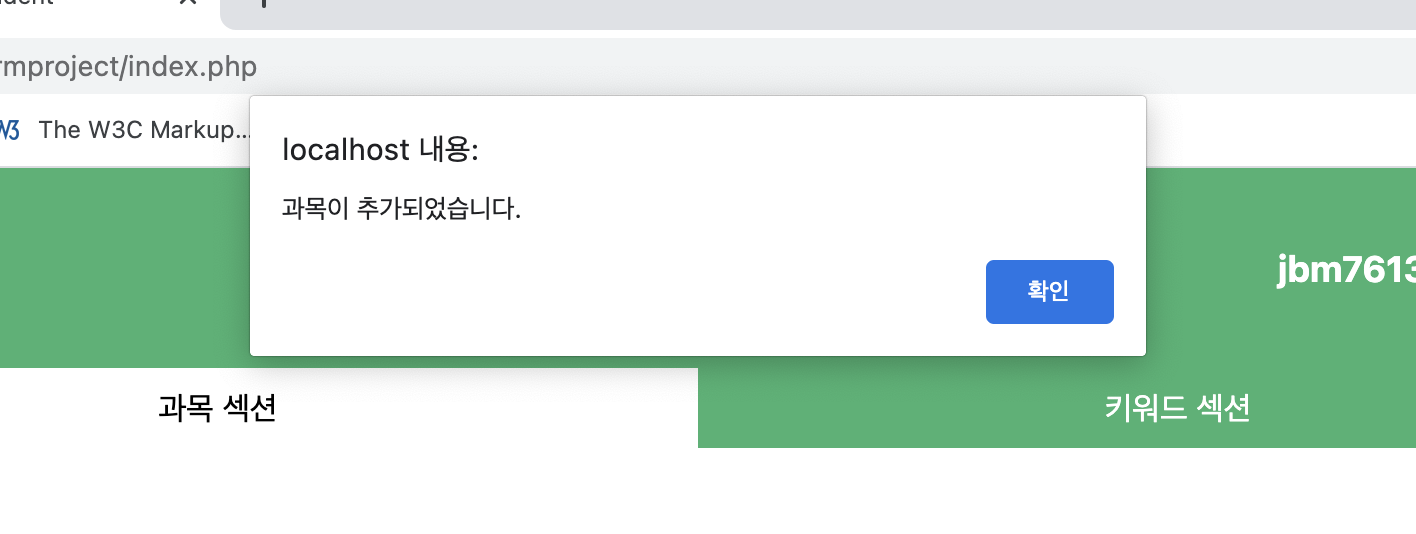 rmproject/index.php
The W3C Markup...
localhost 내용:
과목이 추가되었습니다.
확인
jbm7613
과목 섹션
키워드 섹션